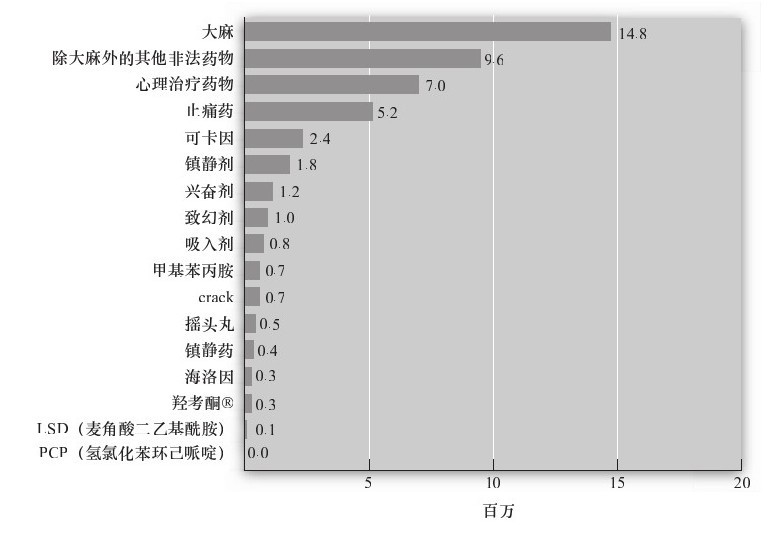 大麻 14.8
除大麻外的其他非法药物 9.6
心理治疗药物 7.0
止痛药 5.2
可卡因 2.4
镇静剂 1.8
兴奋剂 1.2
致幻剂 1.0
吸入剂 0.8
甲基苯丙胺 0.7
crack 0.7
摇头丸 0.5
镇静药 0.4
海洛因 0.3
羟考酮® 0.3
LSD（麦角酸二乙基酰胺） 0.1
PCP（氢氯化苯环己哌啶） 0.0
5 10 15 20
百万